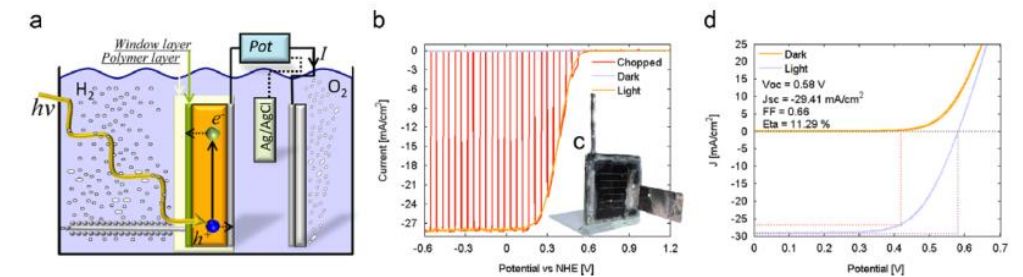 a
Window layer
Polymer layer
Pot
I
H2
O2
hv
e-
Ag/AgCl
h+
b
0
-3
-6
-9
-12
-15
-18
-21
-24
-27
Current [mA/cm²]
Chopped
Dark
Light
c
-0.6 -0.3 0 0.3 0.6 0.9 1.2
Potential vs NHE [V]
d
25
20
15
10
5
0
-5
-10
-15
-20
-25
-30
J [mA/cm²]
Dark
Light
Voc = 0.58 V
Jsc = -29.41 mA/cm²
FF = 0.66
Eta = 11.29 %
0 0.1 0.2 0.3 0.4 0.5 0.6 0.7
Potential [V]